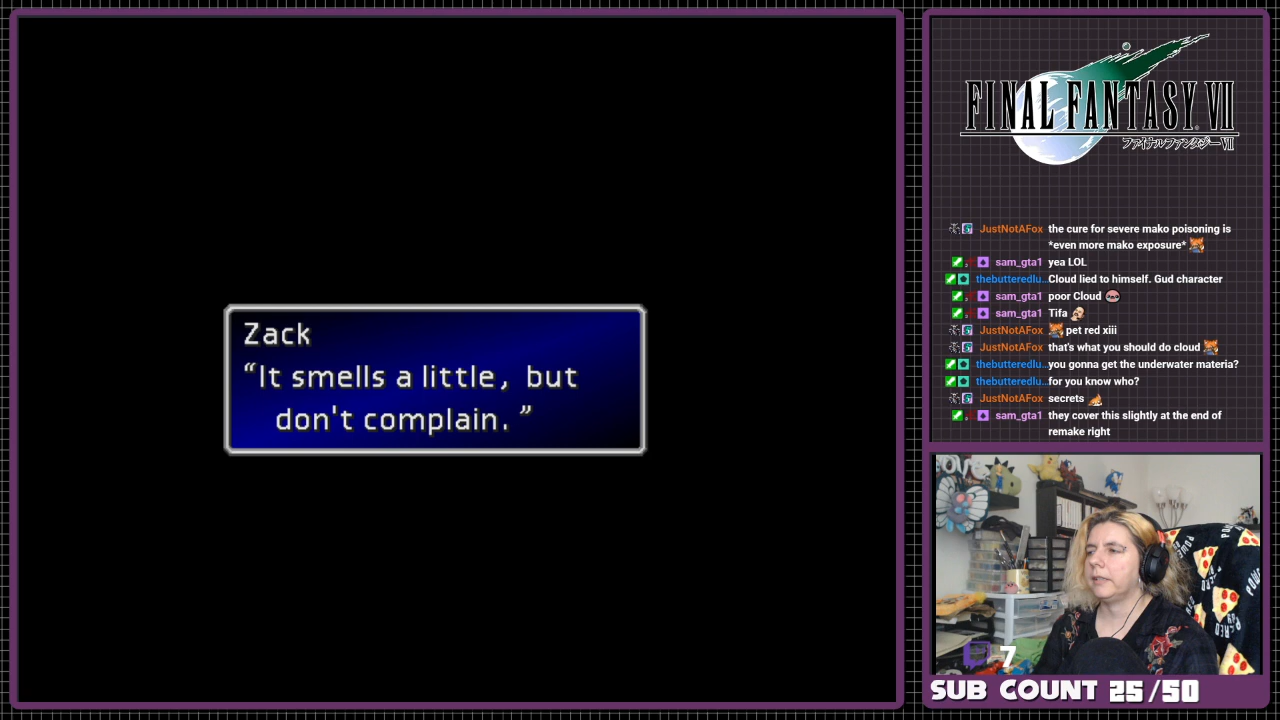 Zack
“It smells a little, but
don't complain.”
FINAL FANTASY VII
ファイナルファンタジーVII
JustNotAFox the cure for severe mako poisoning is
*even more mako exposure*
sam_gta1 yea LOL
thebutteredlu... Cloud lied to himself. Gud character
sam_gta1 poor Cloud
sam_gta1 Tifa
JustNotAFox pet red xiii
JustNotAFox that's what you should do cloud
thebutteredlu... you gonna get the underwater materia?
thebutteredlu... for you know who?
JustNotAFox secrets
sam_gta1 they cover this slightly at the end of
remake right
7
SUB COUNT 25/50